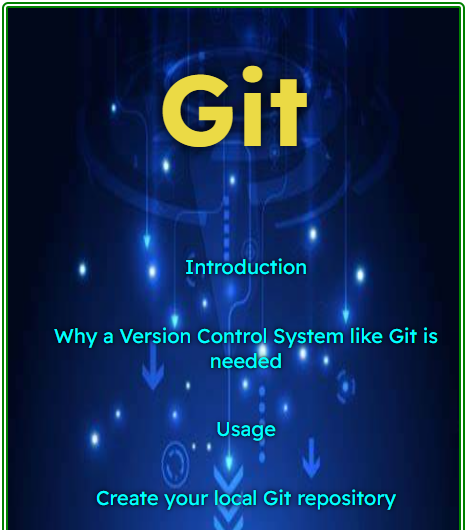 Git
Introduction
Why a Version Control System like Git is
needed
Usage
Create your local Git repository